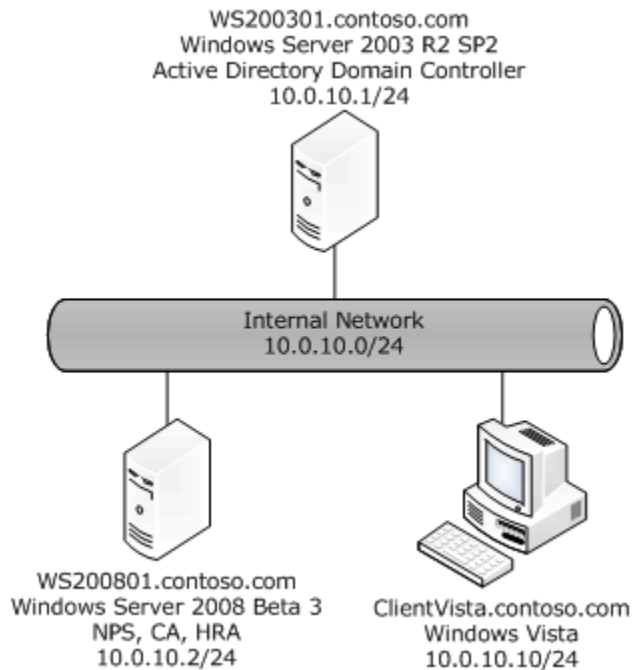 WS200301.contoso.com
Windows Server 2003 R2 SP2
Active Directory Domain Controller
10.0.10.1/24
Internal Network
10.0.10.0/24
WS200801.contoso.com
Windows Server 2008 Beta 3
NPS, CA, HRA
10.0.10.2/24
ClientVista.contoso.com
Windows Vista
10.0.10.10/24